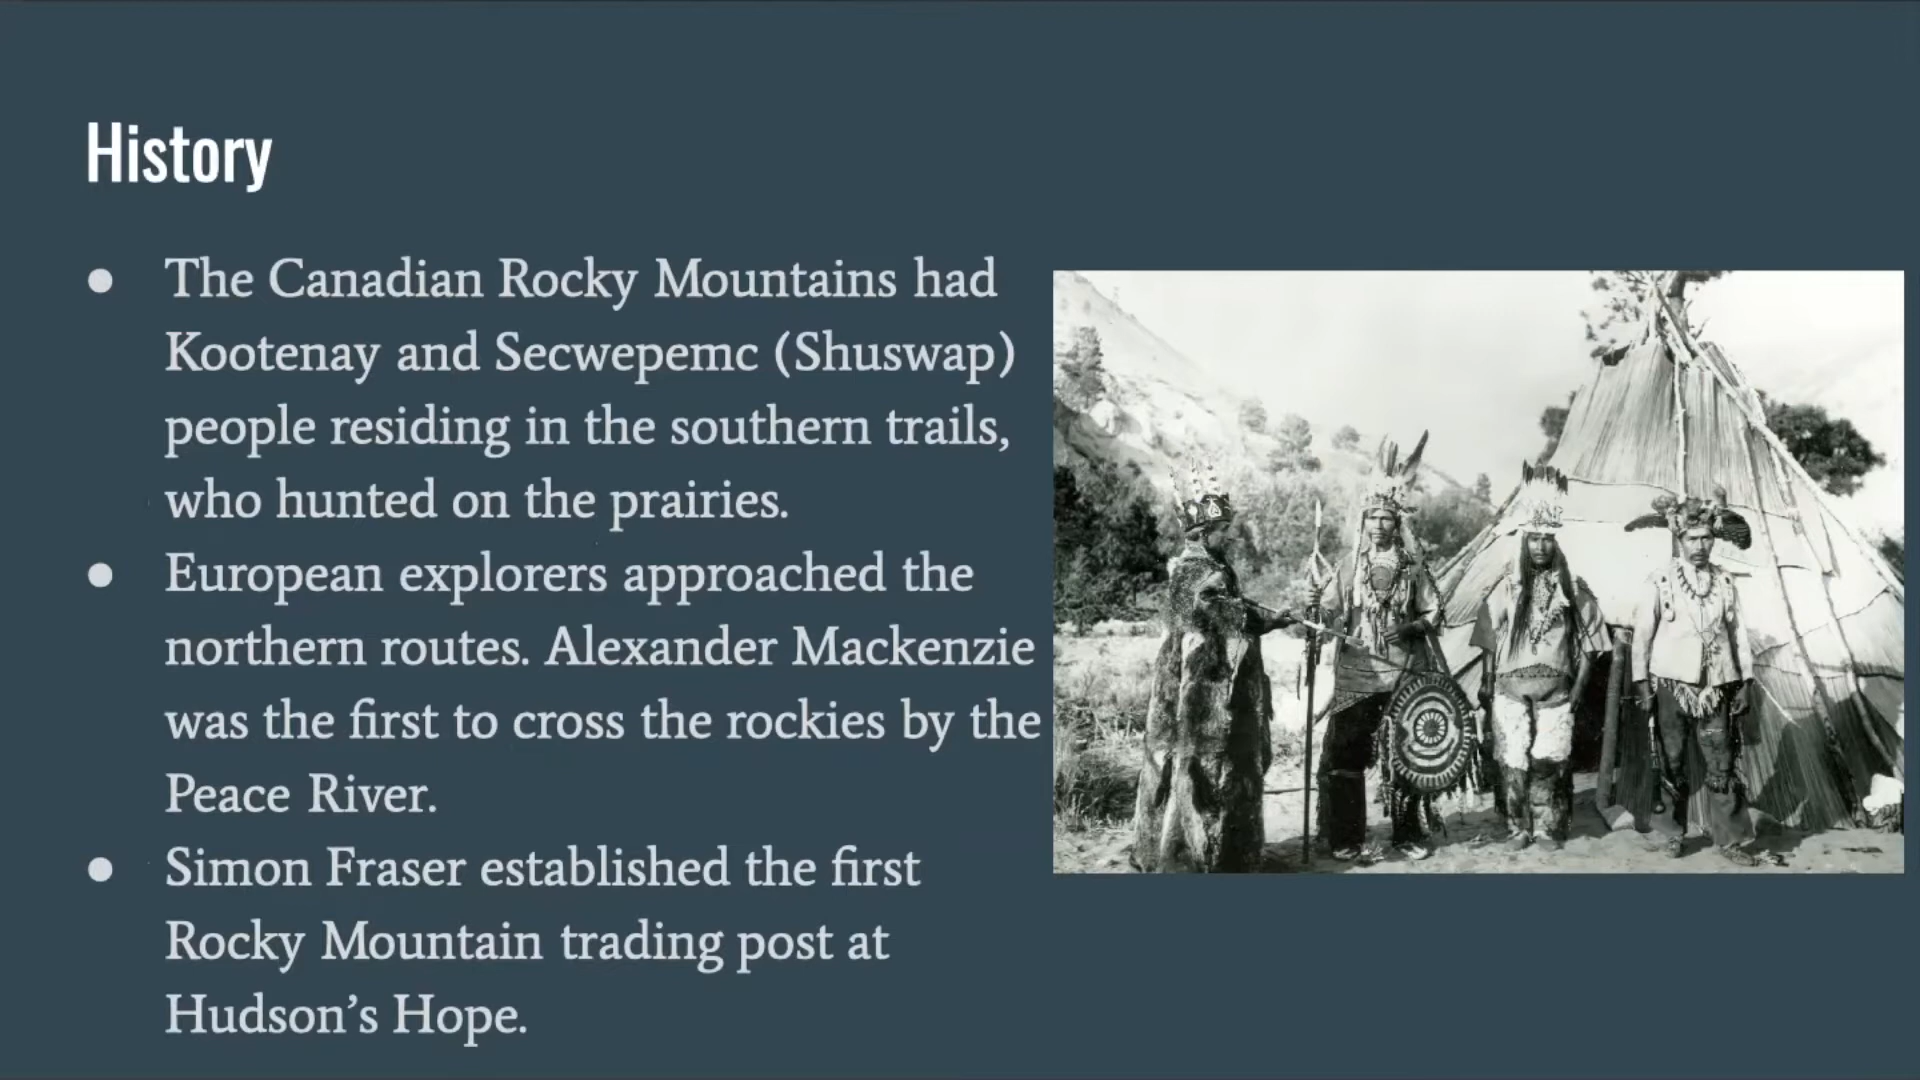 History
● The Canadian Rocky Mountains had
Kootenay and Secwepemc (Shuswap)
people residing in the southern trails,
who hunted on the prairies.
● European explorers approached the
northern routes. Alexander Mackenzie
was the first to cross the rockies by the
Peace River.
● Simon Fraser established the first
Rocky Mountain trading post at
Hudson’s Hope.